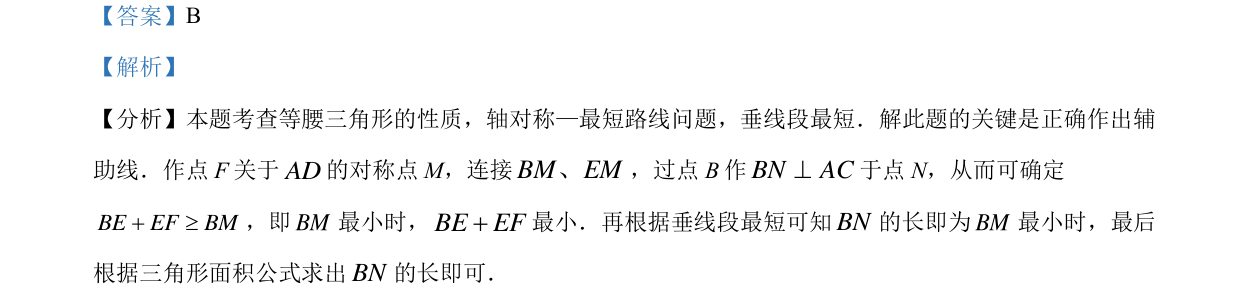 【答案】B
【解析】
【分析】本题考查等腰三角形的性质，轴对称—最短路线问题，垂线段最短．解此题的关键是正确作出辅
助线．作点 F 关于 AD 的对称点 M，连接 BM、EM ，过点 B 作 BN ⊥ AC 于点 N，从而可确定
BE + EF ≥ BM ，即 BM 最小时， BE + EF 最小．再根据垂线段最短可知 BN 的长即为 BM 最小时，最后
根据三角形面积公式求出 BN 的长即可．